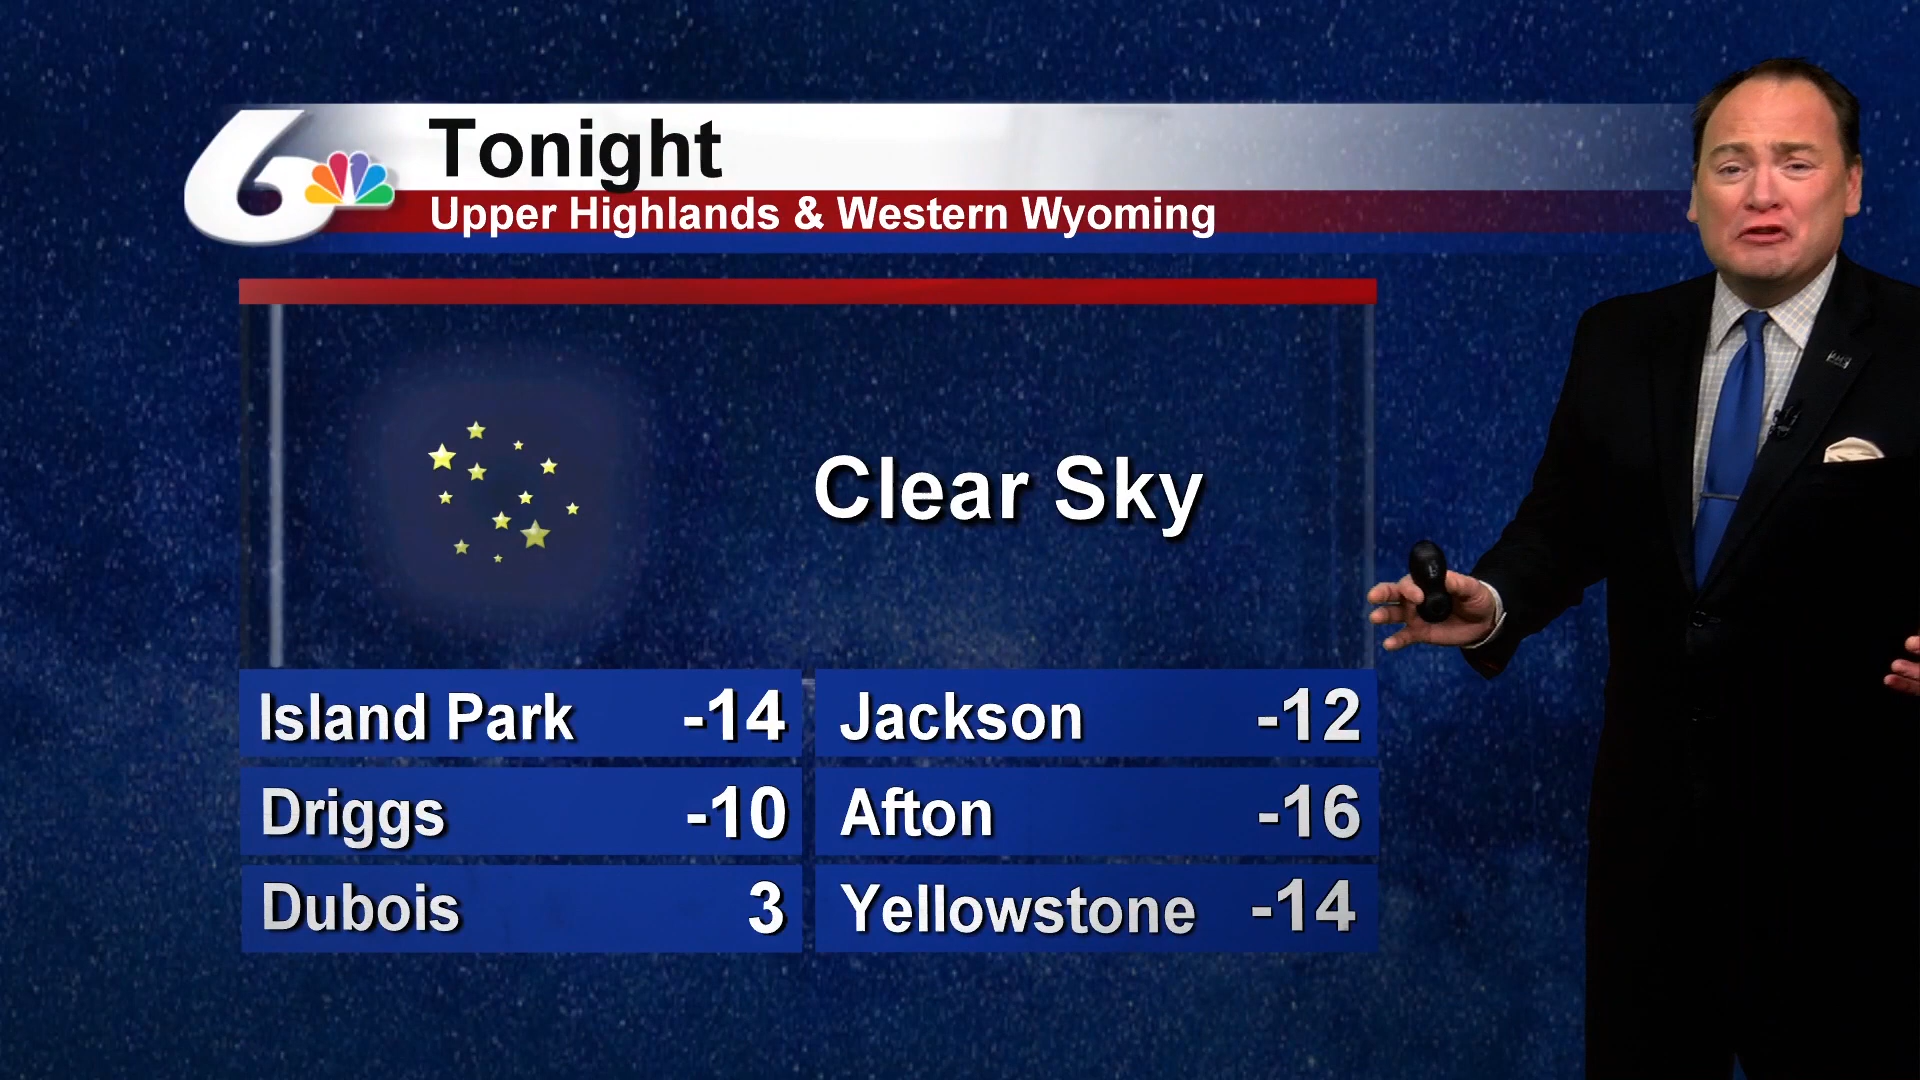 6
Tonight
Upper Highlands & Western Wyoming
Clear Sky
Island Park -14
Jackson -12
Driggs -10
Afton -16
Dubois 3
Yellowstone -14